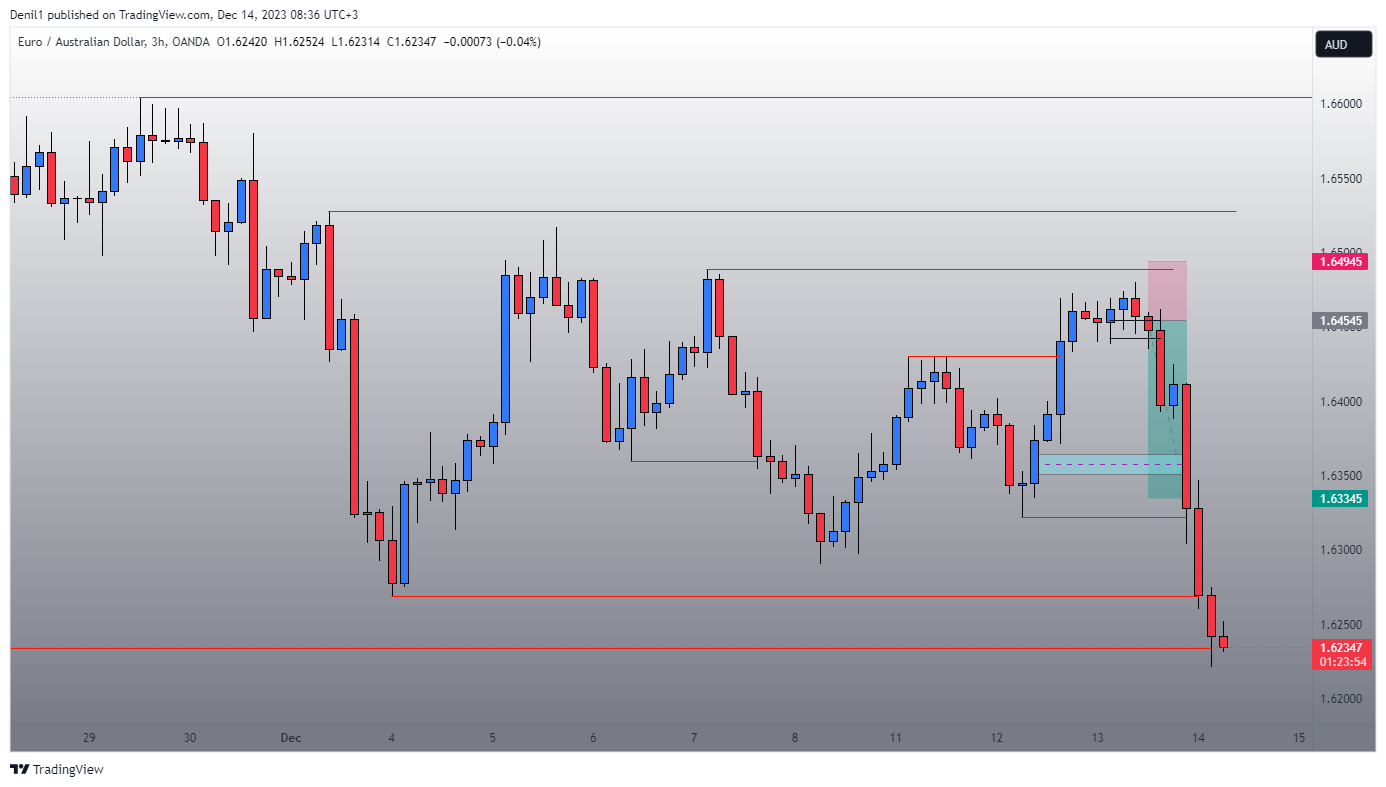 Denil1 published on TradingView.com, Dec 14, 2023 08:36 UTC+3
Euro / Australian Dollar, 3h, OANDA O1.62420 H1.62524 L1.62314 C1.62347 −0.00073 (−0.04%)
AUD
1.66000
1.65500
1.65000
1.64945
1.64545
1.64000
1.63500
1.63345
1.63000
1.62500
1.62347
01:23:54
1.62000
29 30 Dec 4 5 6 7 8 11 12 13 14 15
TradingView